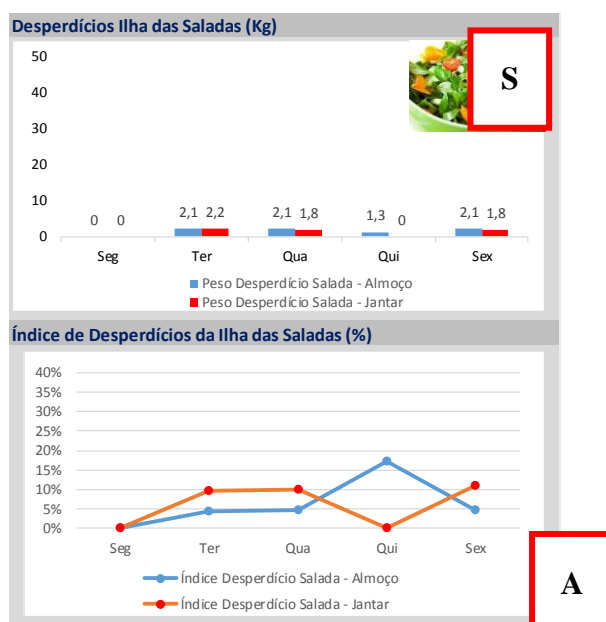 Desperdícios Ilha das Saladas (Kg)
S
50
40
30
20
10
0
0 0 2,1 2,2 2,1 1,8 1,3 0 2,1 1,8
Seg Ter Qua Qui Sex
Peso Desperdício Salada - Almoço
Peso Desperdício Salada - Jantar
Índice de Desperdícios da Ilha das Saladas (%)
40%
35%
30%
25%
20%
15%
10%
5%
0%
Seg Ter Qua Qui Sex
Índice Desperdício Salada - Almoço
Índice Desperdício Salada - Jantar
A